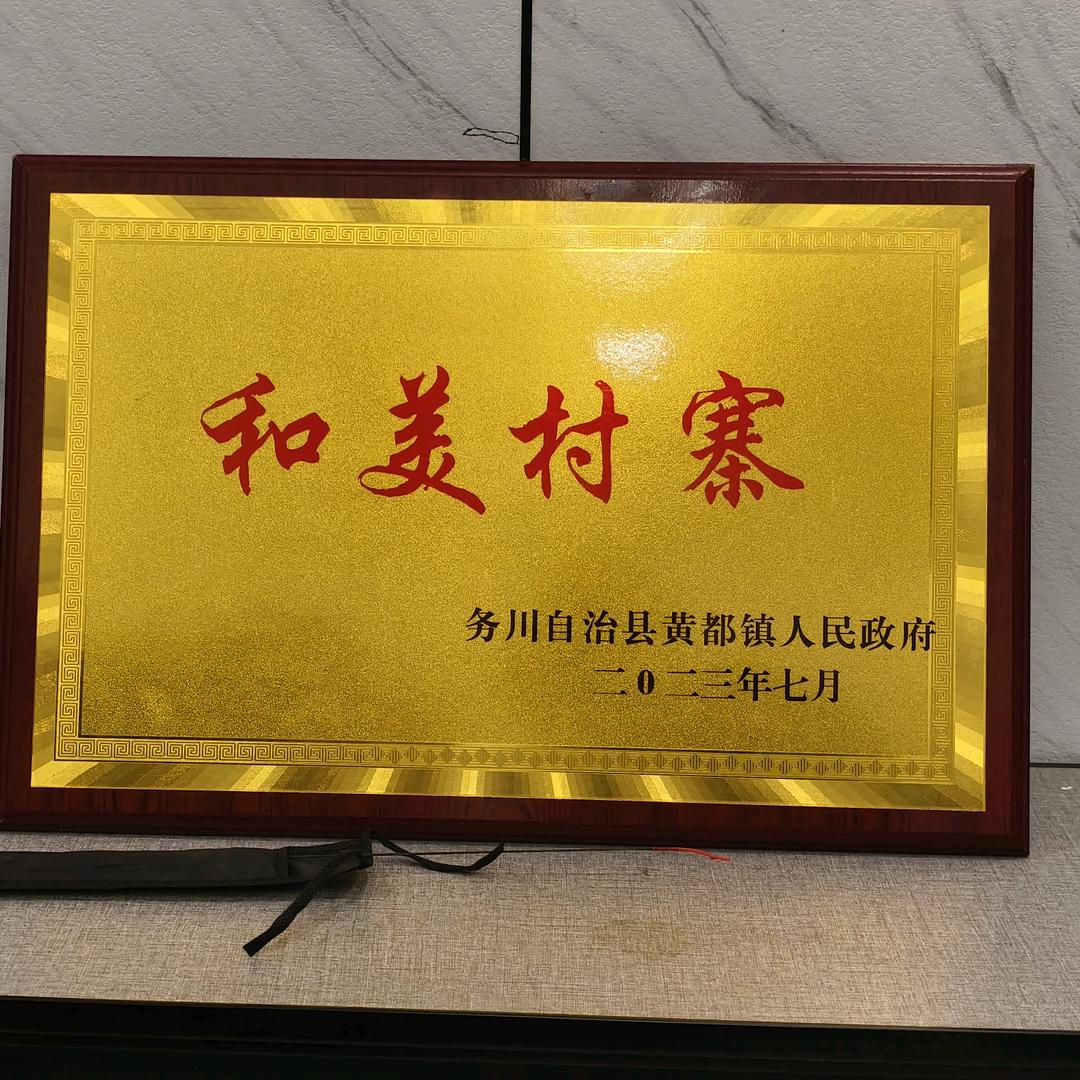 和美村寨
务川自治县黄都镇人民政府
二0二三年七月